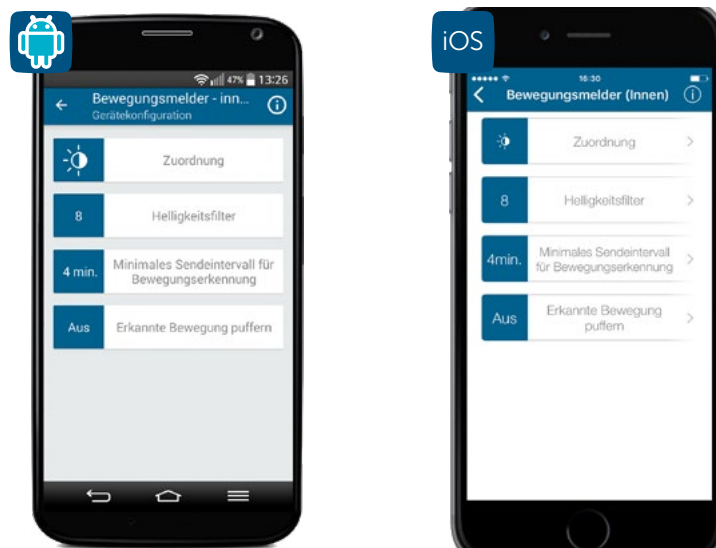 47% 13:26
Bewegungsmelder - inn...
Gerätekonfiguration
Zuordnung
8 Helligkeitsfilter
4 min. Minimales Sendeintervall für
Bewegungserkennung
Aus Erkannte Bewegung puffern
iOS
16:30
Bewegungsmelder (Innen)
Zuordnung
8 Helligkeitsfilter
4min. Minimales Sendeintervall
für Bewegungserkennung
Aus Erkannte Bewegung
puffern